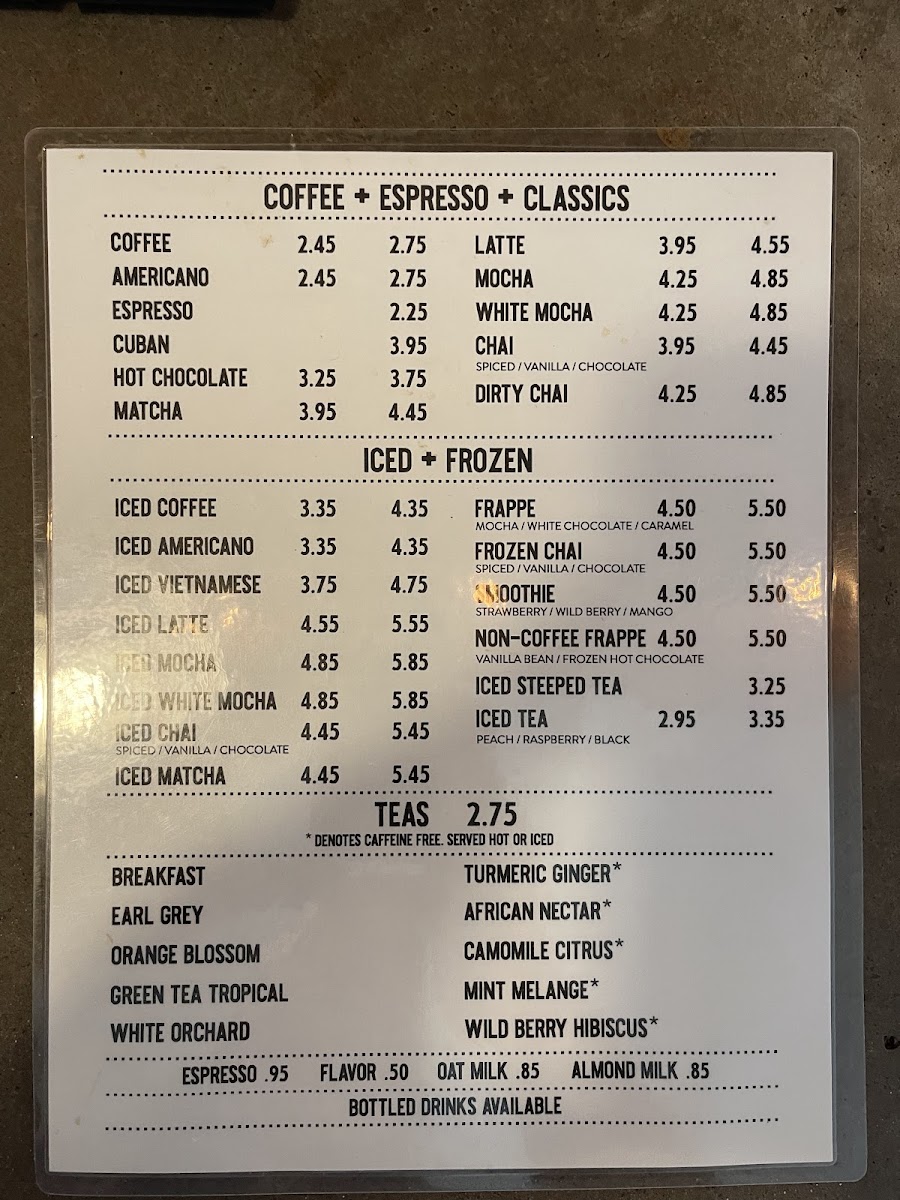 COFFEE + ESPRESSO + CLASSICS
COFFEE 2.45 2.75
AMERICANO 2.45 2.75
ESPRESSO 2.25
CUBAN 3.95
HOT CHOCOLATE 3.25 3.75
MATCHA 3.95 4.45
LATTE 3.95 4.55
MOCHA 4.25 4.85
WHITE MOCHA 4.25 4.85
CHAI 3.95 4.45
SPICED / VANILLA / CHOCOLATE
DIRTY CHAI 4.25 4.85
ICED + FROZEN
ICED COFFEE 3.35 4.35
ICED AMERICANO 3.35 4.35
ICED VIETNAMESE 3.75 4.75
ICED LATTE 4.55 5.55
ICED MOCHA 4.85 5.85
ICED WHITE MOCHA 4.85 5.85
ICED CHAI 4.45 5.45
SPICED / VANILLA / CHOCOLATE
ICED MATCHA 4.45 5.45
FRAPPE 4.50 5.50
MOCHA / WHITE CHOCOLATE / CARAMEL
FROZEN CHAI 4.50 5.50
SPICED / VANILLA / CHOCOLATE
SMOOTHIE 4.50 5.50
STRAWBERRY / WILD BERRY / MANGO
NON-COFFEE FRAPPE 4.50 5.50
VANILLA BEAN / FROZEN HOT CHOCOLATE
ICED STEEPED TEA 3.25
ICED TEA 2.95 3.35
PEACH / RASPBERRY / BLACK
TEAS 2.75
* DENOTES CAFFEINE FREE. SERVED HOT OR ICED
BREAKFAST
EARL GREY
ORANGE BLOSSOM
GREEN TEA TROPICAL
WHITE ORCHARD
TURMERIC GINGER*
AFRICAN NECTAR*
CAMOMILE CITRUS*
MINT MELANGE*
WILD BERRY HIBISCUS*
ESPRESSO .95 FLAVOR .50 OAT MILK .85 ALMOND MILK .85
BOTTLED DRINKS AVAILABLE